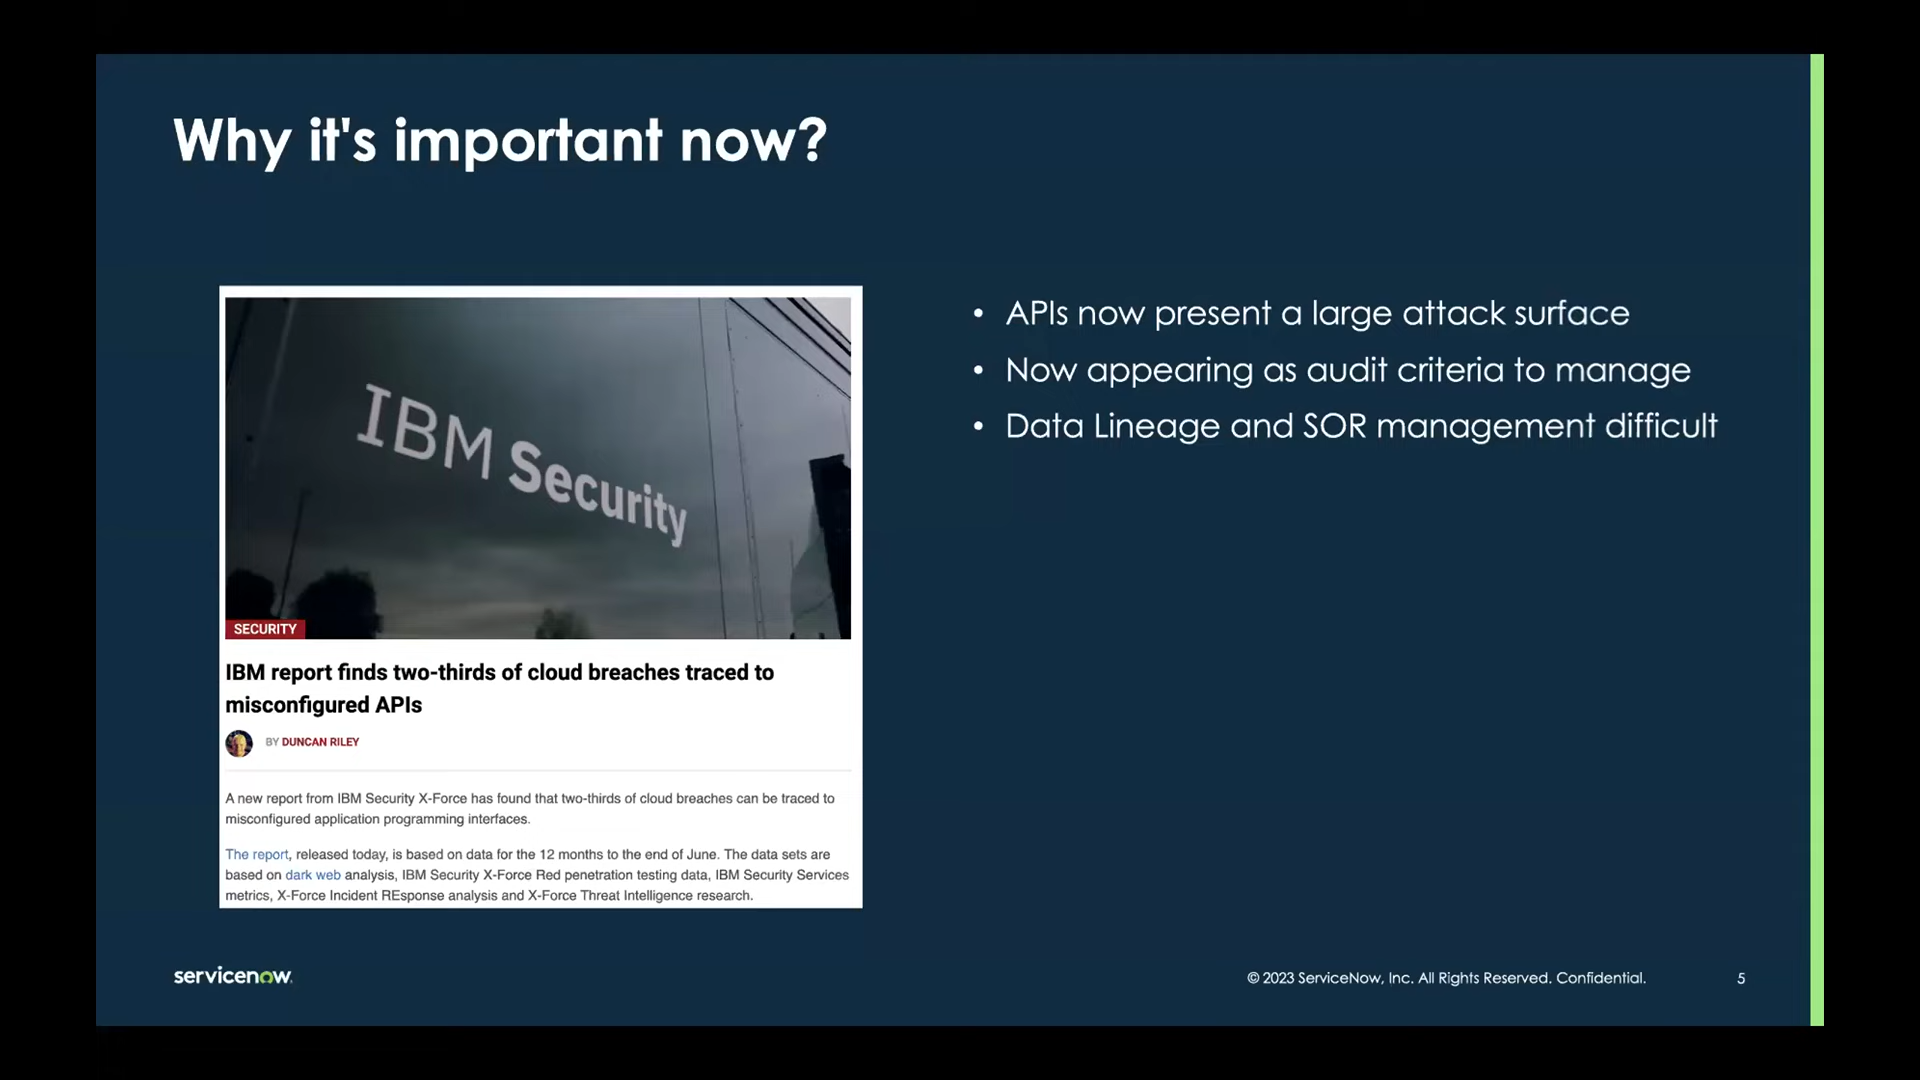 Why it's important now?
IBM Security
SECURITY
IBM report finds two-thirds of cloud breaches traced to
misconfigured APIs
BY DUNCAN RILEY
A new report from IBM Security X-Force has found that two-thirds of cloud breaches can be traced to
misconfigured application programming interfaces.
The report, released today, is based on data for the 12 months to the end of June. The data sets are
based on dark web analysis, IBM Security X-Force Red penetration testing data, IBM Security Services
metrics, X-Force Incident REsponse analysis and X-Force Threat Intelligence research.
• APIs now present a large attack surface
• Now appearing as audit criteria to manage
• Data Lineage and SOR management difficult
servicenow
© 2023 ServiceNow, Inc. All Rights Reserved. Confidential.
5